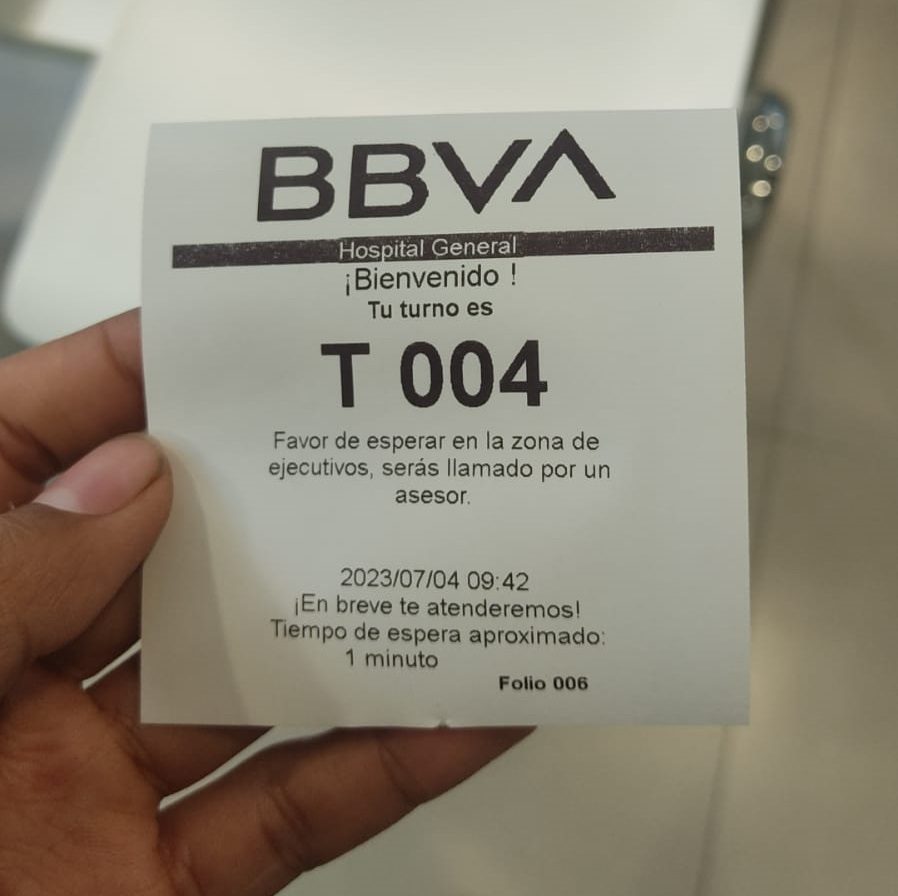 BBVA
Hospital General
¡Bienvenido !
Tu turno es
T 004
Favor de esperar en la zona de
ejecutivos, serás llamado por un
asesor.
2023/07/04 09:42
¡En breve te atenderemos!
Tiempo de espera aproximado:
1 minuto
Folio 006